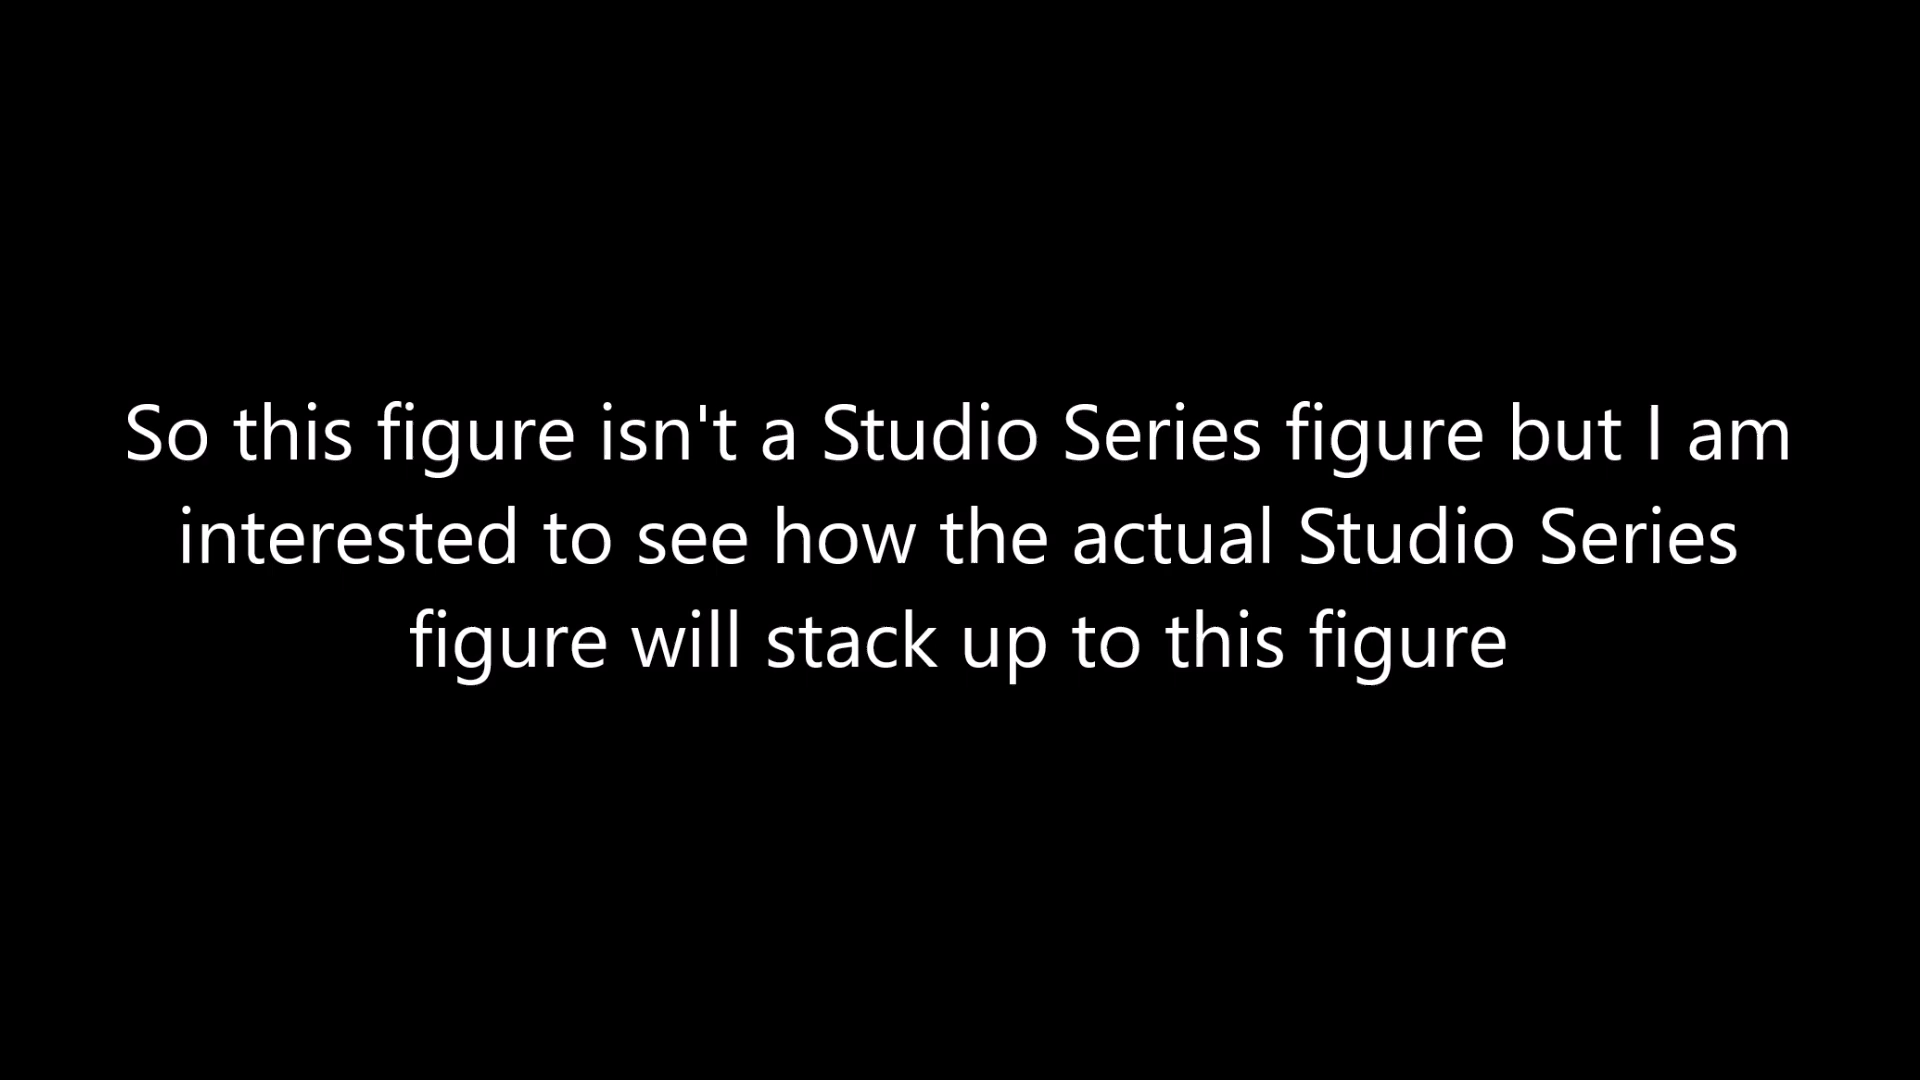 So this figure isn't a Studio Series figure but I am
interested to see how the actual Studio Series
figure will stack up to this figure